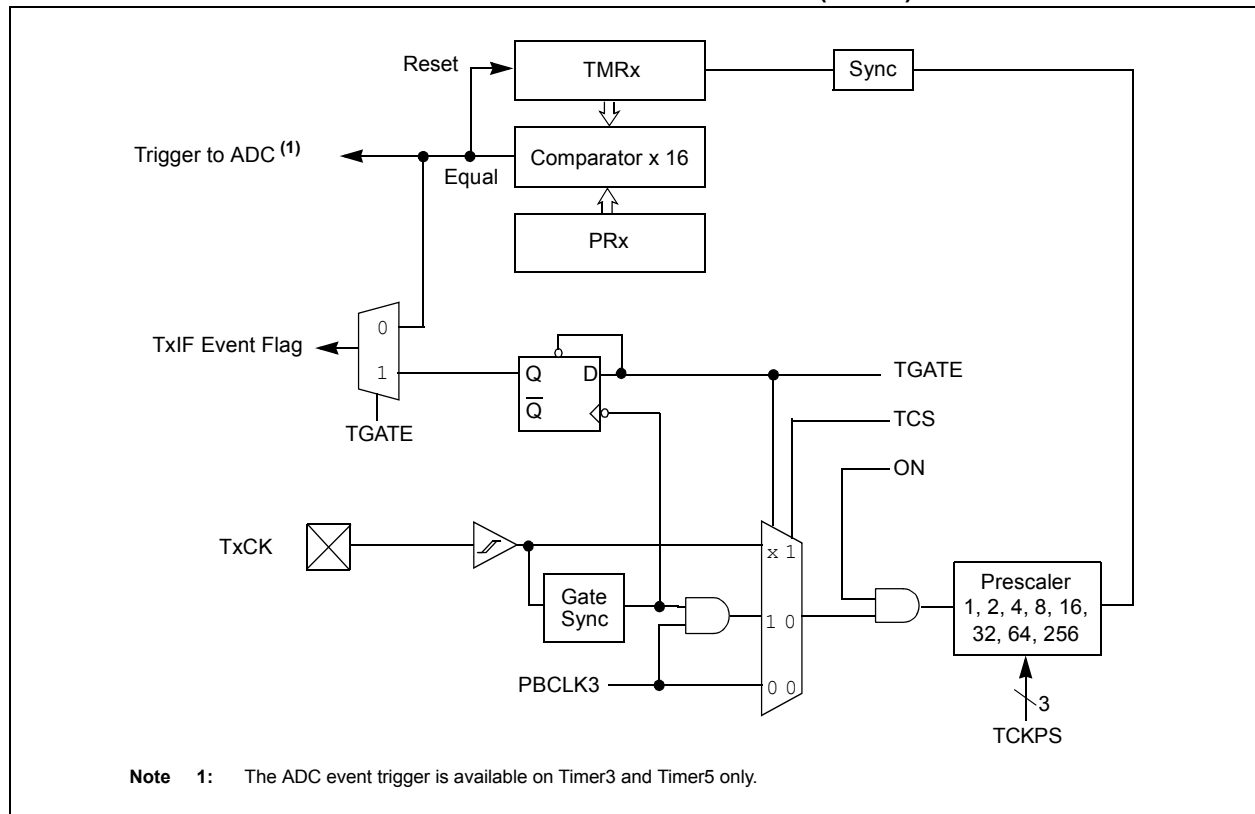 Reset
TMRx
Sync
Trigger to ADC (1)
Equal
Comparator x 16
PRx
0
TxIF Event Flag
1
TGATE
Q D
Q
TGATE
TCS
ON
TxCK
x 1
Gate
Sync
1 0
PBCLK3
0 0
Prescaler
1, 2, 4, 8, 16,
32, 64, 256
3
TCKPS
Note 1: The ADC event trigger is available on Timer3 and Timer5 only.